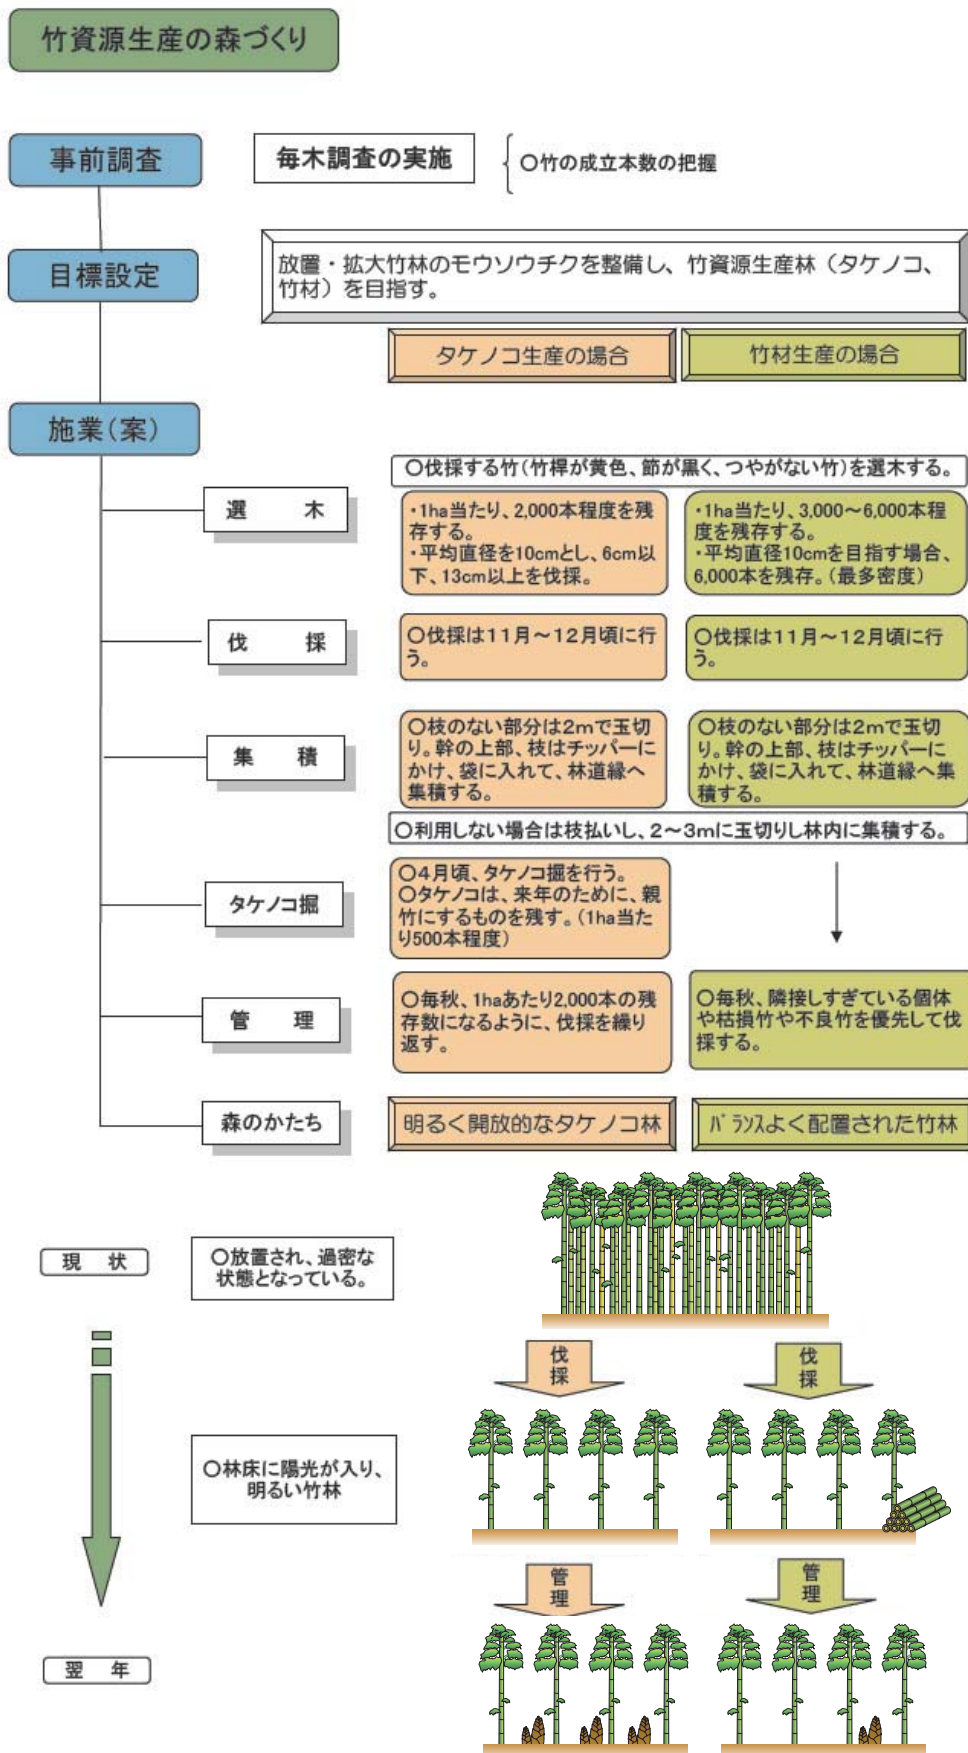 竹資源生産の森づくり
事前調査
毎木調査の実施
○竹の成立本数の把握
目標設定
放置・拡大竹林のモウソウチクを整備し、竹資源生産林（タケノコ、
竹材）を目指す。
タケノコ生産の場合
竹材生産の場合
施業（案）
○伐採する竹（竹桿が黄色、節が黒く、つやがない竹）を選木する。
選　木
・1ha当たり、2,000本程度を残
存する。
・平均直径を10cmとし、6cm以
下、13cm以上を伐採。
・1ha当たり、3,000～6,000本程
度を残存する。
・平均直径10cmを目指す場合、
6,000本を残存。（最多密度）
伐　採
○伐採は11月～12月頃に行
う。
○伐採は11月～12月頃に行
う。
集　積
○枝のない部分は2mで玉切
り。幹の上部、枝はチッパーに
かけ、袋に入れて、林道縁へ
集積する。
○枝のない部分は2mで玉切
り。幹の上部、枝はチッパーに
かけ、袋に入れて、林道縁へ集
積する。
○利用しない場合は枝払いし、2～3mに玉切りし林内に集積する。
タケノコ掘
○4月頃、タケノコ掘を行う。
○タケノコは、来年のために、親
竹にするものを残す。（1ha当た
り500本程度）
管　理
○毎秋、1haあたり2,000本の残
存数になるように、伐採を繰り
返す。
○毎秋、隣接しすぎている個体
や枯損竹や不良竹を優先して伐
採する。
森のかたち
明るく開放的なタケノコ林
バランスよく配置された竹林
現　状
○放置され、過密な
状態となっている。
伐
採
伐
採
○林床に陽光が入り、
明るい竹林
管
理
管
理
翌　年